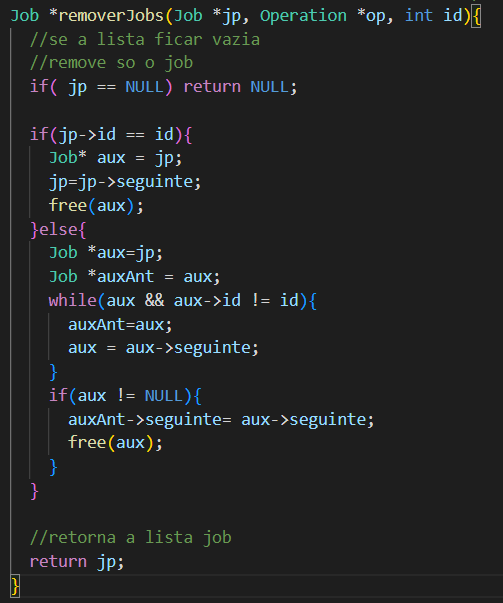 Job *removerJobs(Job *jp, Operation *op, int id){
//se a lista ficar vazia
//remove so o job
if( jp == NULL) return NULL;
if(jp->id == id){
Job* aux = jp;
jp=jp->seguinte;
free(aux);
}else{
Job *aux=jp;
Job *auxAnt = aux;
while(aux && aux->id != id){
auxAnt=aux;
aux = aux->seguinte;
}
if(aux != NULL){
auxAnt->seguinte= aux->seguinte;
free(aux);
}
}
//retorna a lista job
return jp;
}